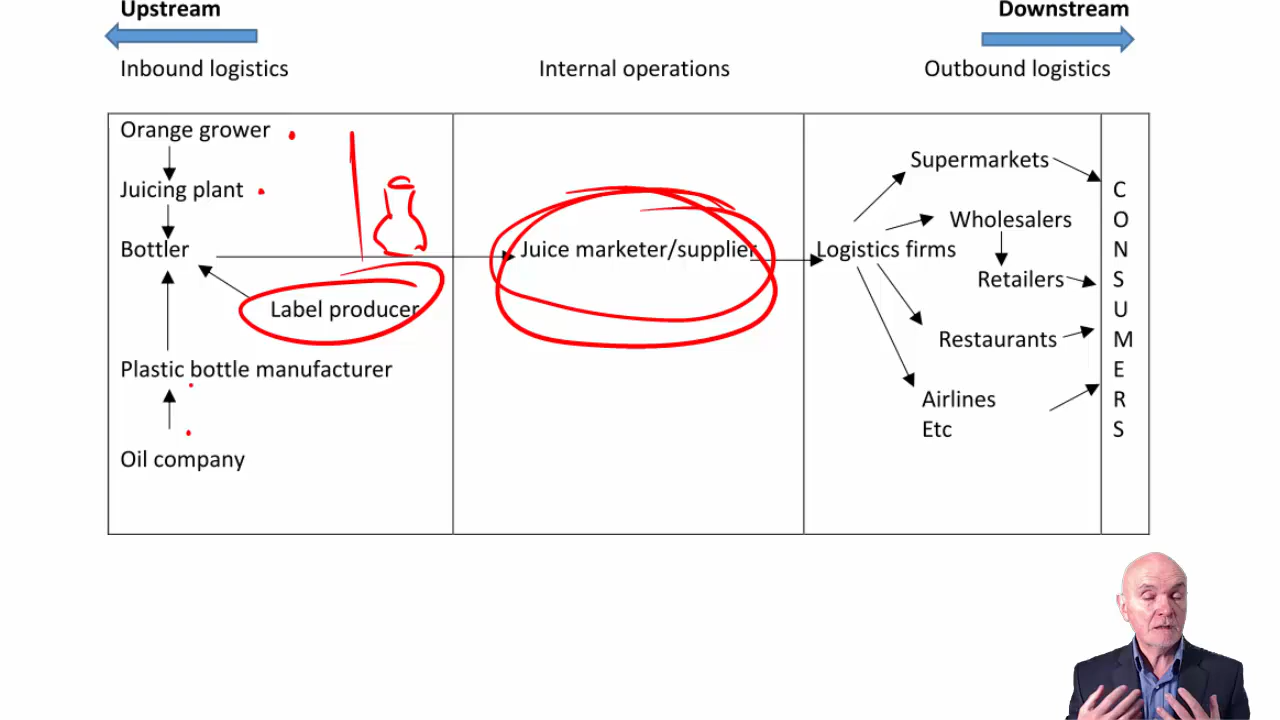 Upstream
Downstream
Inbound logistics
Internal operations
Outbound logistics
Orange grower
Juicing plant
Bottler
Label producer
Plastic bottle manufacturer
Oil company
Juice marketer/supplier
Logistics firms
Supermarkets
Wholesalers
Retailers
Restaurants
Airlines
Etc
C
O
N
S
U
M
E
R
S